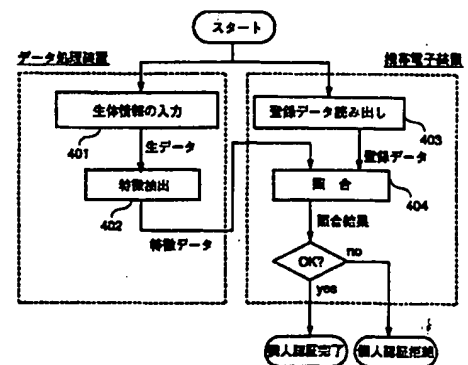 スタート
データ処理装置
携帯電子装置
生体情報の入力
401
生データ
特徴抽出
402
特徴データ
登録データ読み出し
403
登録データ
照 合
404
照合結果
OK?
no
yes
個人認証完了
個人認証拒絶